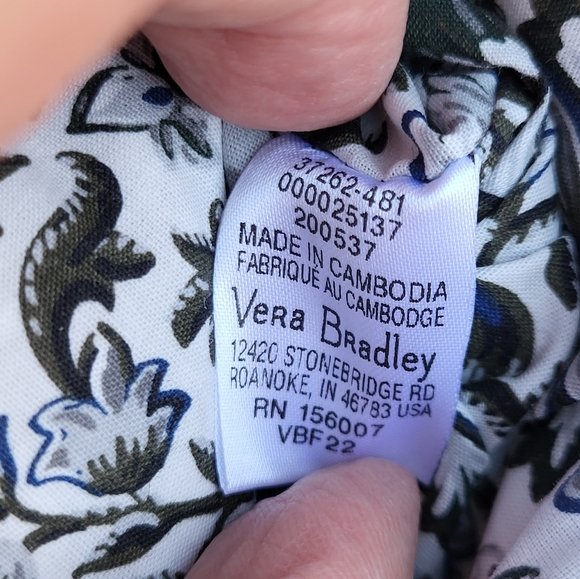 37262-481
000025137
200537
MADE IN CAMBODIA
FABRIQUÉ AU CAMBODGE
Vera Bradley
12420 STONEBRIDGE RD
ROANOKE, IN 46783 USA
RN 156007
VBF22